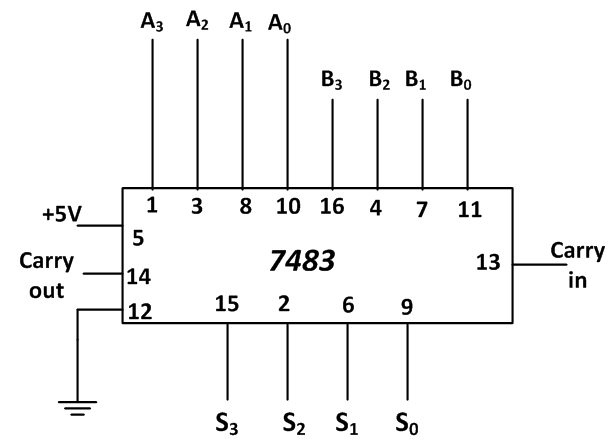 A₃ A₂ A₁ A₀
B₃ B₂ B₁ B₀
1 3 8 10 16 4 7 11
+5V
5
7483
13
Carry
in
Carry
out
14
12
15 2 6 9
S₃ S₂ S₁ S₀